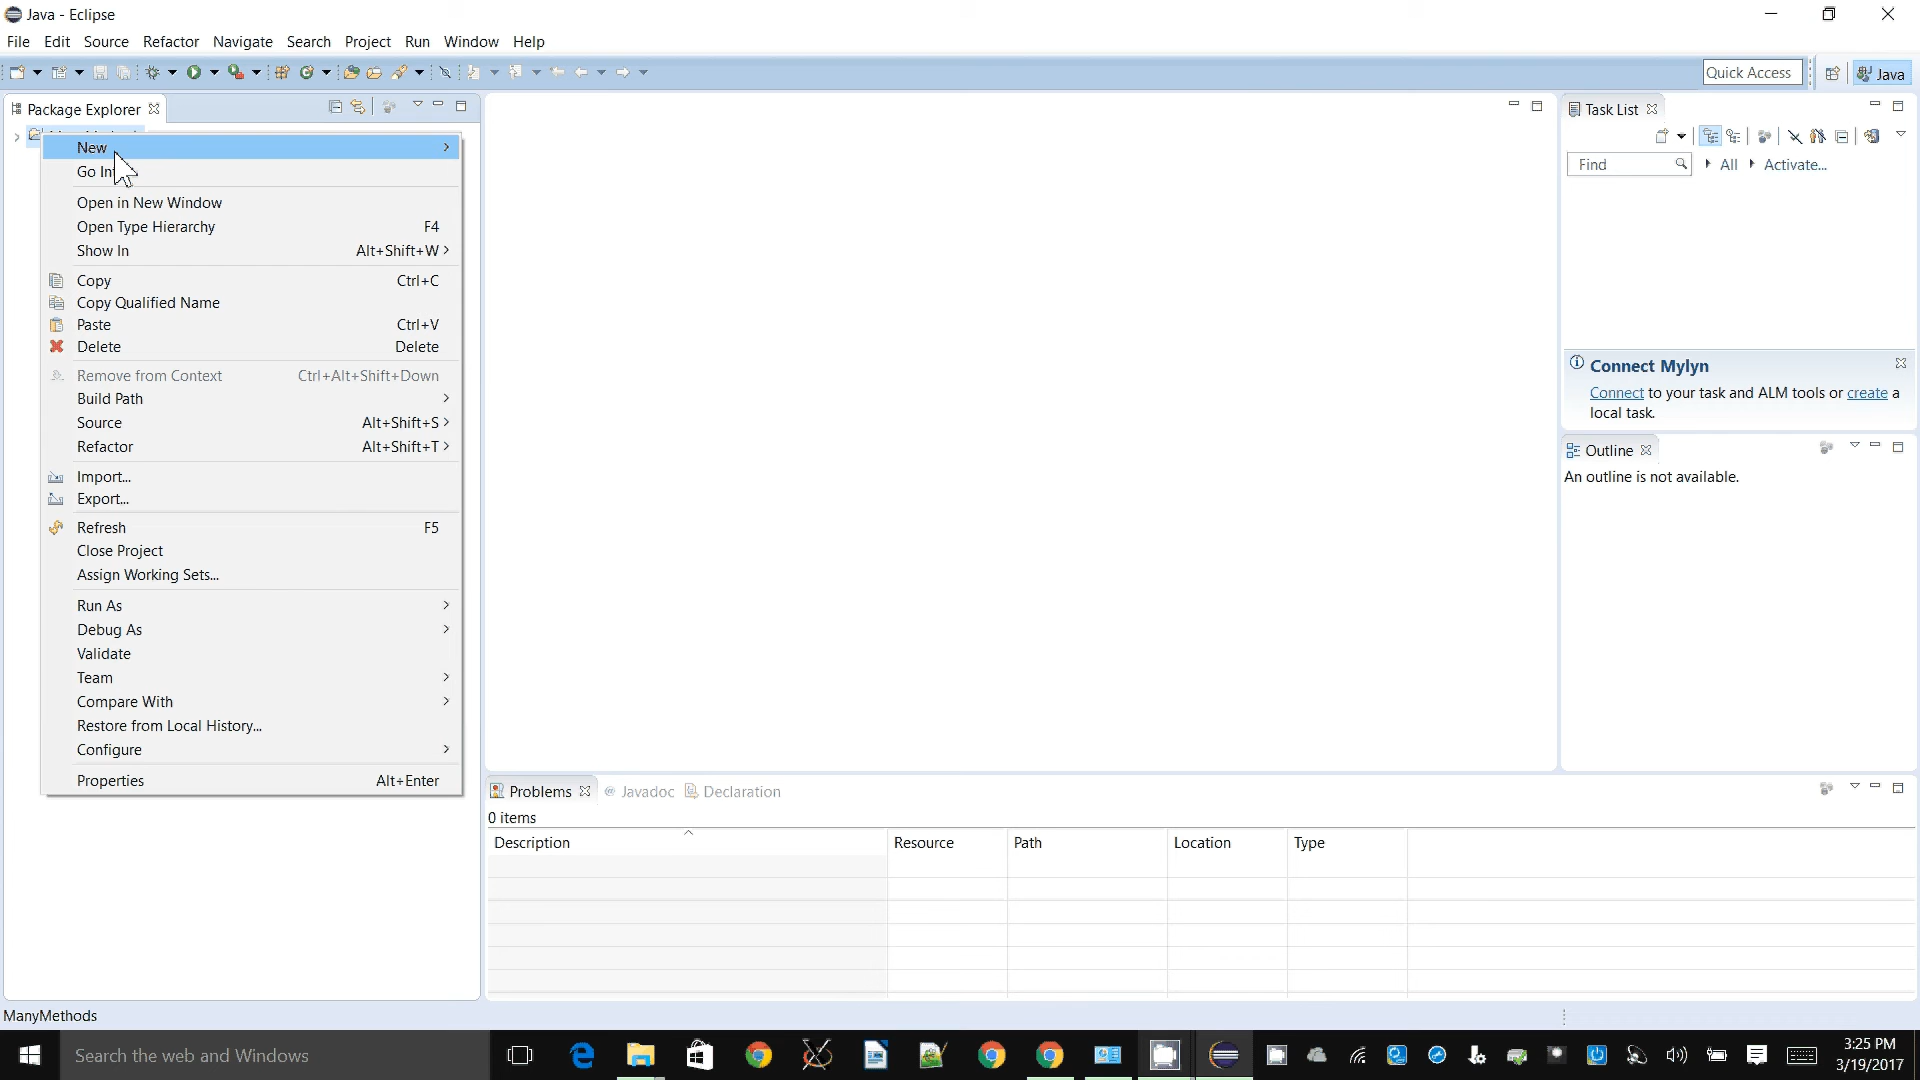 Java - Eclipse
File Edit Source Refactor Navigate Search Project Run Window Help
Quick Access Java
Package Explorer
New
Go
Open in New Window
Open Type Hierarchy F4
Show In Alt+Shift+W
Copy Ctrl+C
Copy Qualified Name
Paste Ctrl+V
Delete Delete
Remove from Context Ctrl+Alt+Shift+Down
Build Path
Source Alt+Shift+S
Refactor Alt+Shift+T
Import...
Export...
Refresh F5
Close Project
Assign Working Sets...
Run As
Debug As
Validate
Team
Compare With
Restore from Local History...
Configure
Properties Alt+Enter
Task List
Find All Activate...
Connect Mylyn
Connect to your task and ALM tools or create a
local task.
Outline
An outline is not available.
Problems Javadoc Declaration
0 items
Description Resource Path Location Type
ManyMethods
Search the web and Windows
3:25 PM
3/19/2017